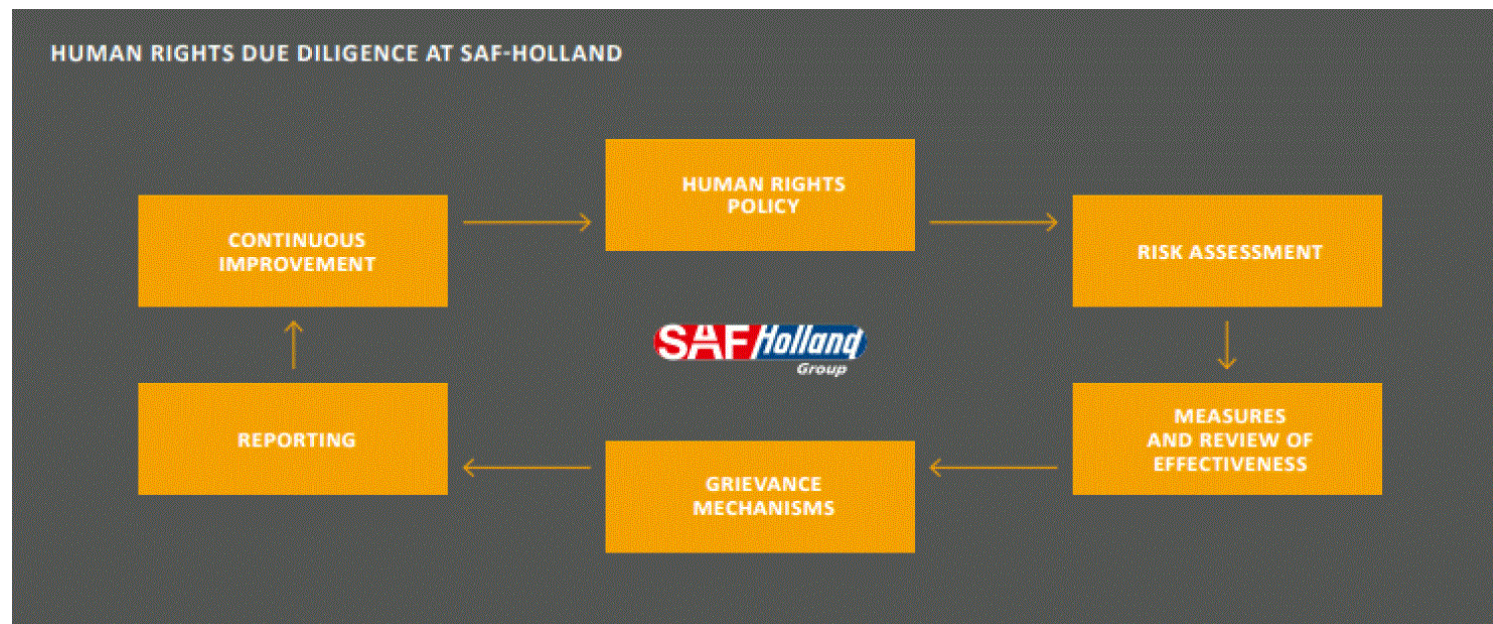 HUMAN RIGHTS DUE DILIGENCE AT SAF-HOLLAND
HUMAN RIGHTS
POLICY
RISK ASSESSMENT
MEASURES
AND REVIEW OF
EFFECTIVENESS
GRIEVANCE
MECHANISMS
REPORTING
CONTINUOUS
IMPROVEMENT
SAF Holland
Group